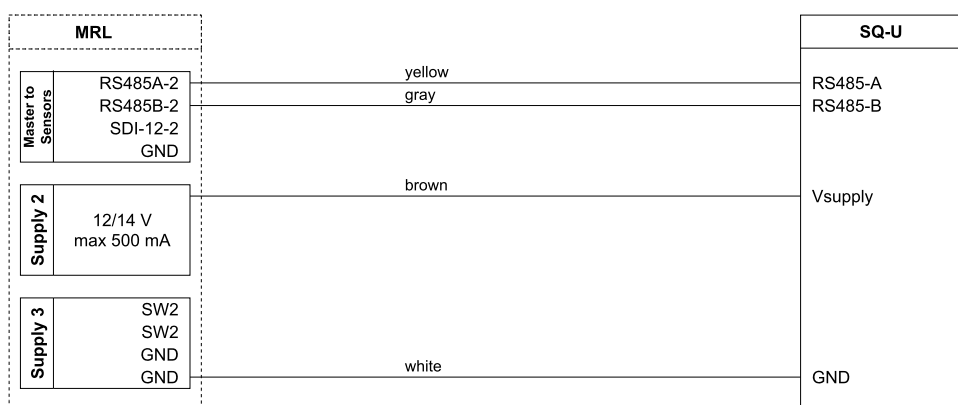 MRL
SQ-U
Master to
Sensors
RS485A-2
RS485B-2
SDI-12-2
GND
yellow
gray
RS485-A
RS485-B
Supply 2
12/14 V
max 500 mA
brown
Vsupply
Supply 3
SW2
SW2
GND
GND
white
GND